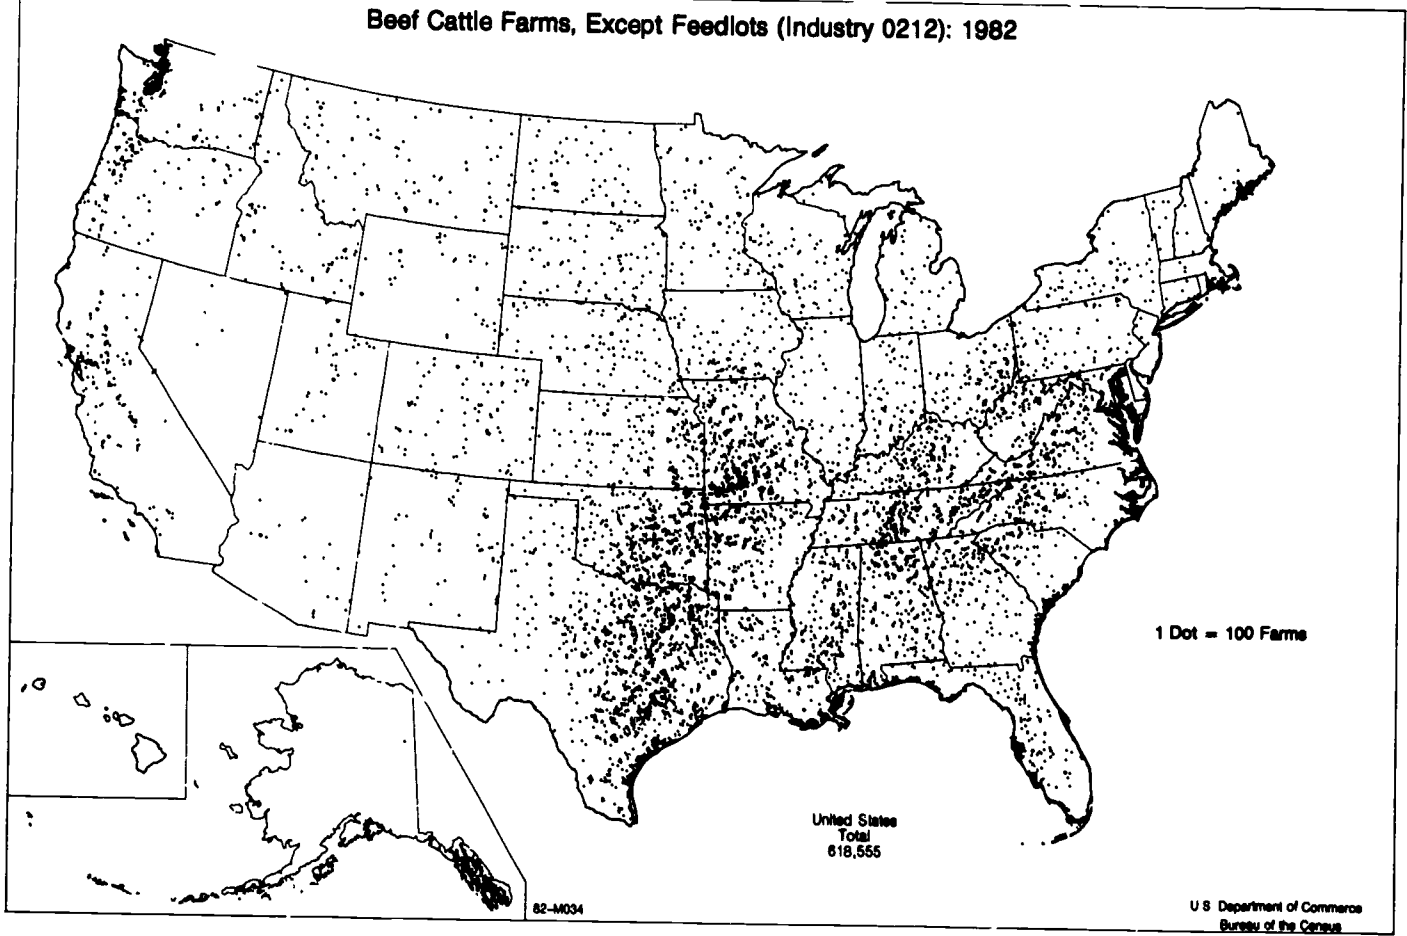 Beef Cattle Farms, Except Feedlots (Industry 0212): 1982
1 Dot = 100 Farms
United States
Total
618,555
82-M034
U S Department of Commerce
Bureau of the Census